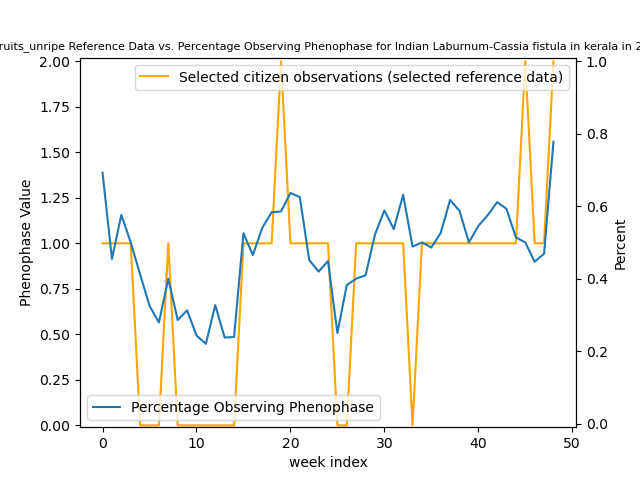 ruits_unripe Reference Data vs. Percentage Observing Phenophase for Indian Laburnum-Cassia fistula in kerala in 2
Selected citizen observations (selected reference data)
Percentage Observing Phenophase
Phenophase Value
2.00
1.75
1.50
1.25
1.00
0.75
0.50
0.25
0.00
Percent
1.0
0.8
0.6
0.4
0.2
0.0
0 10 20 30 40 50
week index